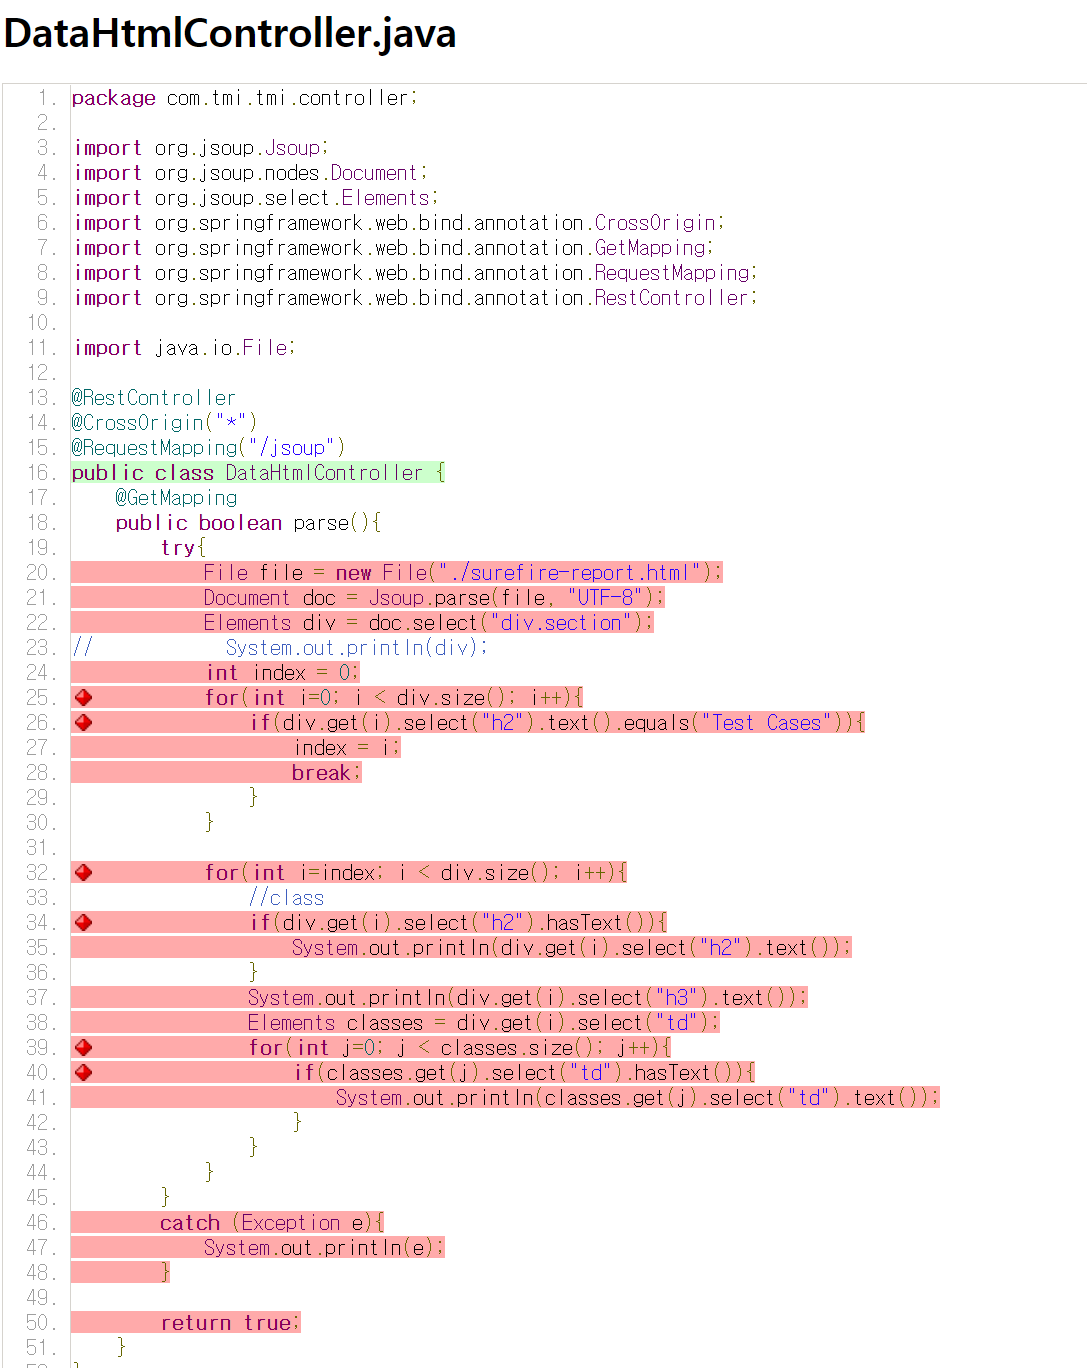 DataHtmlController.java
1. package com.tmi.tmi.controller;
2.
3. import org.jsoup.Jsoup;
4. import org.jsoup.nodes.Document;
5. import org.jsoup.select.Elements;
6. import org.springframework.web.bind.annotation.CrossOrigin;
7. import org.springframework.web.bind.annotation.GetMapping;
8. import org.springframework.web.bind.annotation.RequestMapping;
9. import org.springframework.web.bind.annotation.RestController;
10.
11. import java.io.File;
12.
13. @RestController
14. @CrossOrigin("*")
15. @RequestMapping("/jsoup")
16. public class DataHtmlController {
17.     @GetMapping
18.     public boolean parse(){
19.         try{
20.             File file = new File("./surefire-report.html");
21.             Document doc = Jsoup.parse(file, "UTF-8");
22.             Elements div = doc.select("div.section");
23. //            System.out.println(div);
24.             int index = 0;
25.             for(int i=0; i < div.size(); i++){
26.                 if(div.get(i).select("h2").text().equals("Test Cases")){
27.                     index = i;
28.                     break;
29.                 }
30.             }
31.
32.             for(int i=index; i < div.size(); i++){
33.                 //class
34.                 if(div.get(i).select("h2").hasText()){
35.                     System.out.println(div.get(i).select("h2").text());
36.                 }
37.                 System.out.println(div.get(i).select("h3").text());
38.                 Elements classes = div.get(i).select("td");
39.                 for(int j=0; j < classes.size(); j++){
40.                     if(classes.get(j).select("td").hasText()){
41.                         System.out.println(classes.get(j).select("td").text());
42.                     }
43.                 }
44.             }
45.         }
46.         catch (Exception e){
47.             System.out.println(e);
48.         }
49.
50.         return true;
51.     }